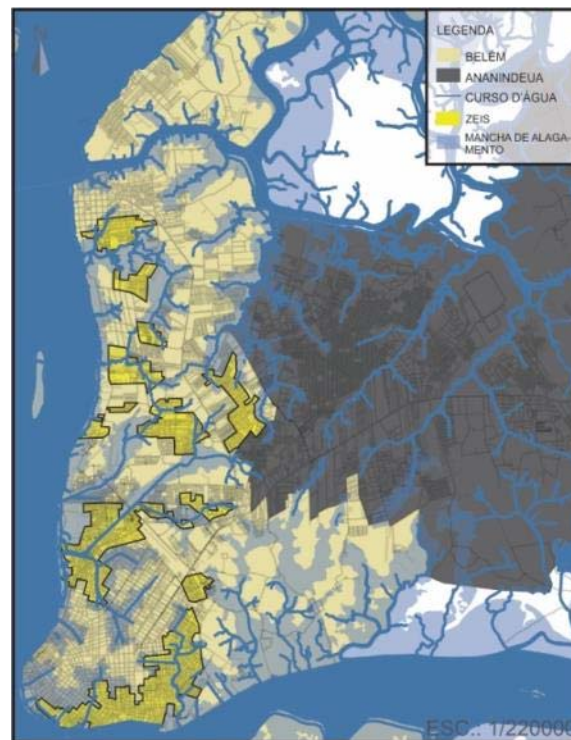 N
LEGENDA
BELÉM
ANANINDEUA
CURSO D'ÁGUA
ZEIS
MANCHA DE ALAGA-
MENTO
ESC.: 1/220000